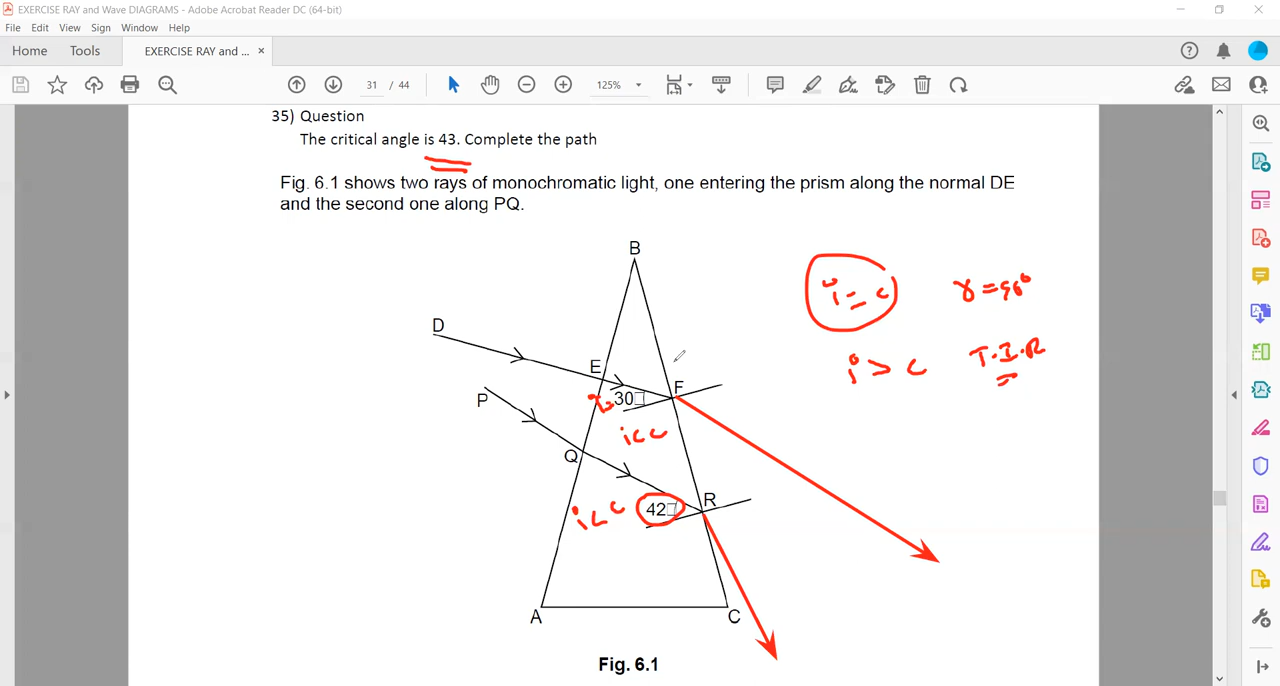 EXERCISE RAY and Wave DIAGRAMS - Adobe Acrobat Reader DC (64-bit)
File Edit View Sign Window Help
Home Tools EXERCISE RAY and ... ×
31 / 44 125%
35) Question
The critical angle is 43. Complete the path
Fig. 6.1 shows two rays of monochromatic light, one entering the prism along the normal DE
and the second one along PQ.
B
i = c
D
i > c T.I.R
E
F
P
30□
i < c
Q
R
i < c 42□
A
C
Fig. 6.1